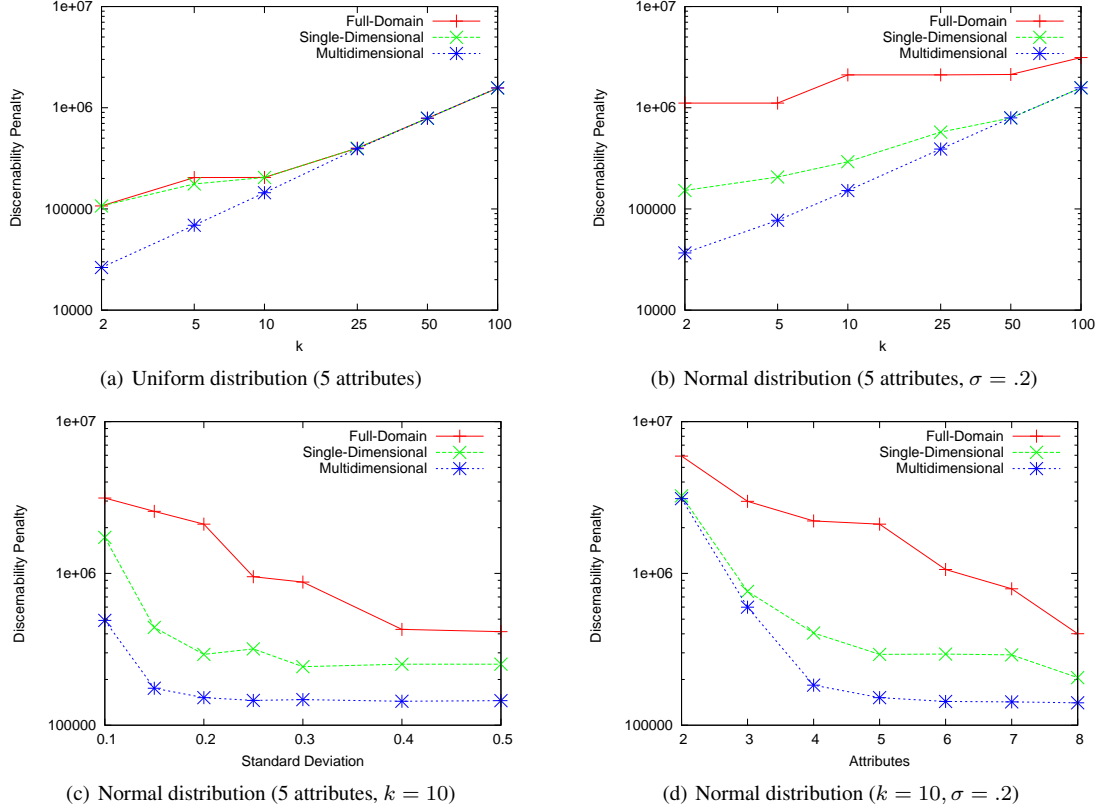 1e+07
1e+06
100000
10000
Discernability Penalty
Full-Domain
Single-Dimensional
Multidimensional
2 5 10 25 50 100
k
(a) Uniform distribution (5 attributes)
1e+07
1e+06
100000
10000
Discernability Penalty
Full-Domain
Single-Dimensional
Multidimensional
2 5 10 25 50 100
k
(b) Normal distribution (5 attributes, σ = .2)
1e+07
1e+06
100000
Discernability Penalty
Full-Domain
Single-Dimensional
Multidimensional
0.1 0.2 0.3 0.4 0.5
Standard Deviation
(c) Normal distribution (5 attributes, k = 10)
1e+07
1e+06
100000
Discernability Penalty
Full-Domain
Single-Dimensional
Multidimensional
2 3 4 5 6 7 8
Attributes
(d) Normal distribution (k = 10, σ = .2)